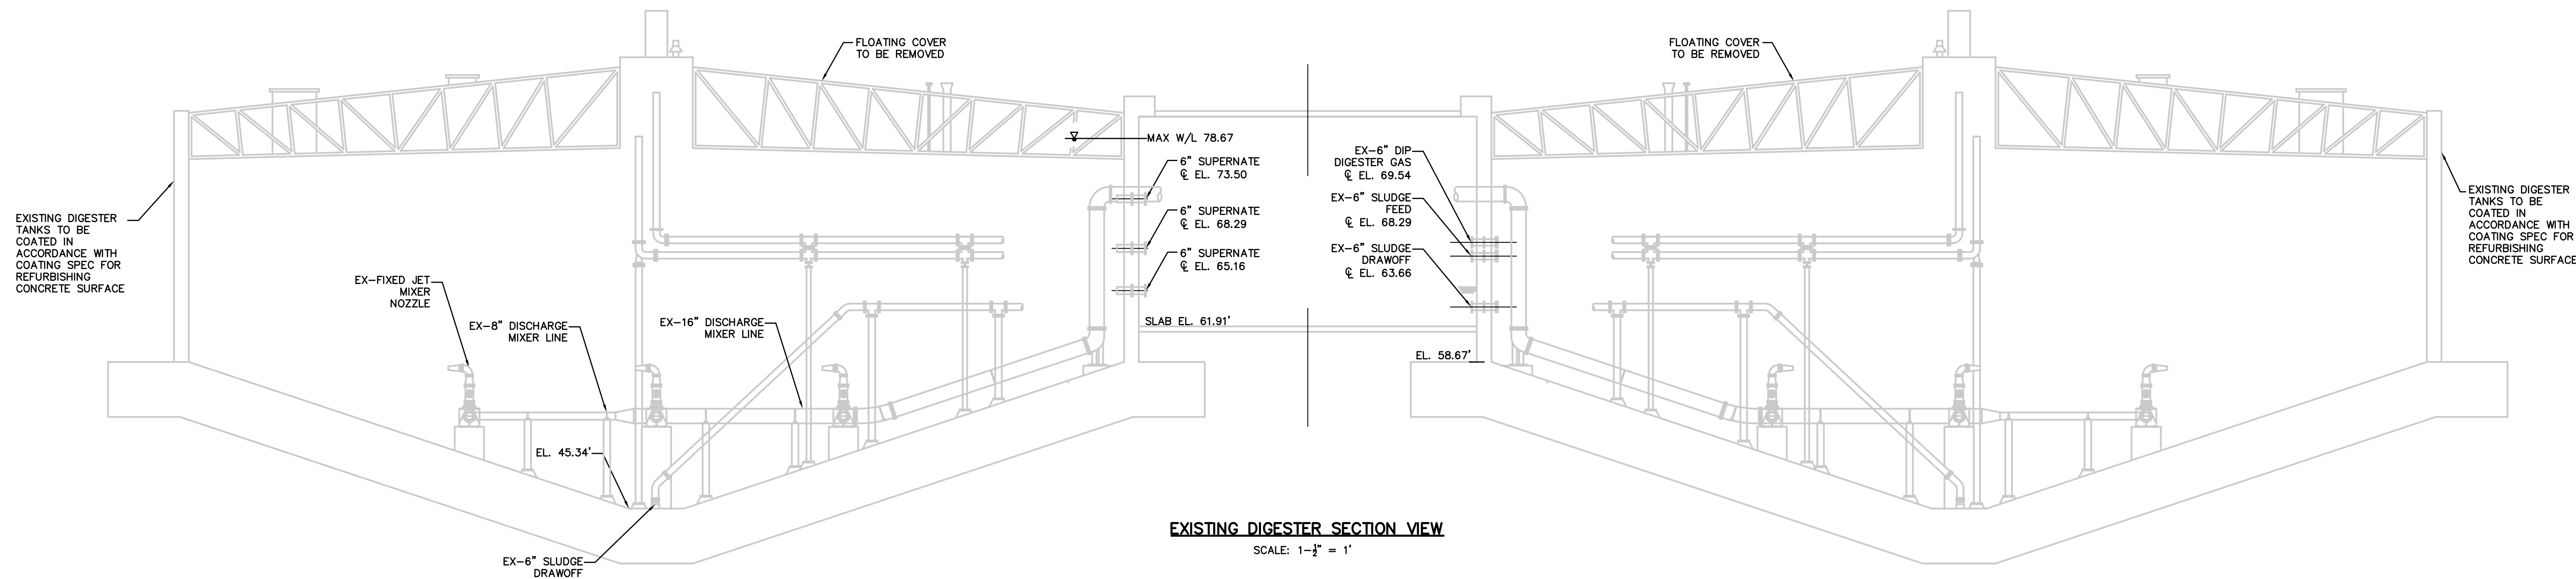 FLOATING COVER
TO BE REMOVED
FLOATING COVER
TO BE REMOVED
MAX W/L 78.67
6" SUPERNATE
℄ EL. 73.50
6" SUPERNATE
℄ EL. 68.29
6" SUPERNATE
℄ EL. 65.16
EX-6" DIP
DIGESTER GAS
℄ EL. 69.54
EX-6" SLUDGE
FEED
℄ EL. 68.29
EX-6" SLUDGE
DRAWOFF
℄ EL. 63.66
EXISTING DIGESTER
TANKS TO BE
COATED IN
ACCORDANCE WITH
COATING SPEC FOR
REFURBISHING
CONCRETE SURFACE
EXISTING DIGESTER
TANKS TO BE
COATED IN
ACCORDANCE WITH
COATING SPEC FOR
REFURBISHING
CONCRETE SURFACE
EX-FIXED JET
MIXER
NOZZLE
EX-8" DISCHARGE
MIXER LINE
EX-16" DISCHARGE
MIXER LINE
SLAB EL. 61.91'
EL. 58.67'
EL. 45.34'
EX-6" SLUDGE
DRAWOFF
EXISTING DIGESTER SECTION VIEW
SCALE: 1-½" = 1'